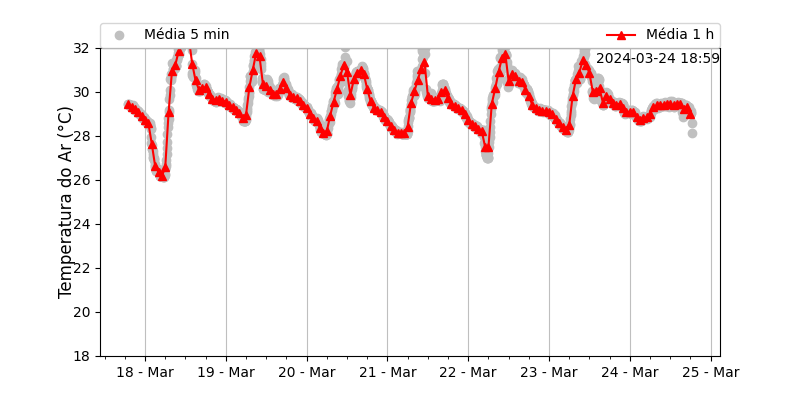 Média 5 min
Média 1 h
2024-03-24 18:59
Temperatura do Ar (°C)
32
30
28
26
24
22
20
18
18 - Mar
19 - Mar
20 - Mar
21 - Mar
22 - Mar
23 - Mar
24 - Mar
25 - Mar